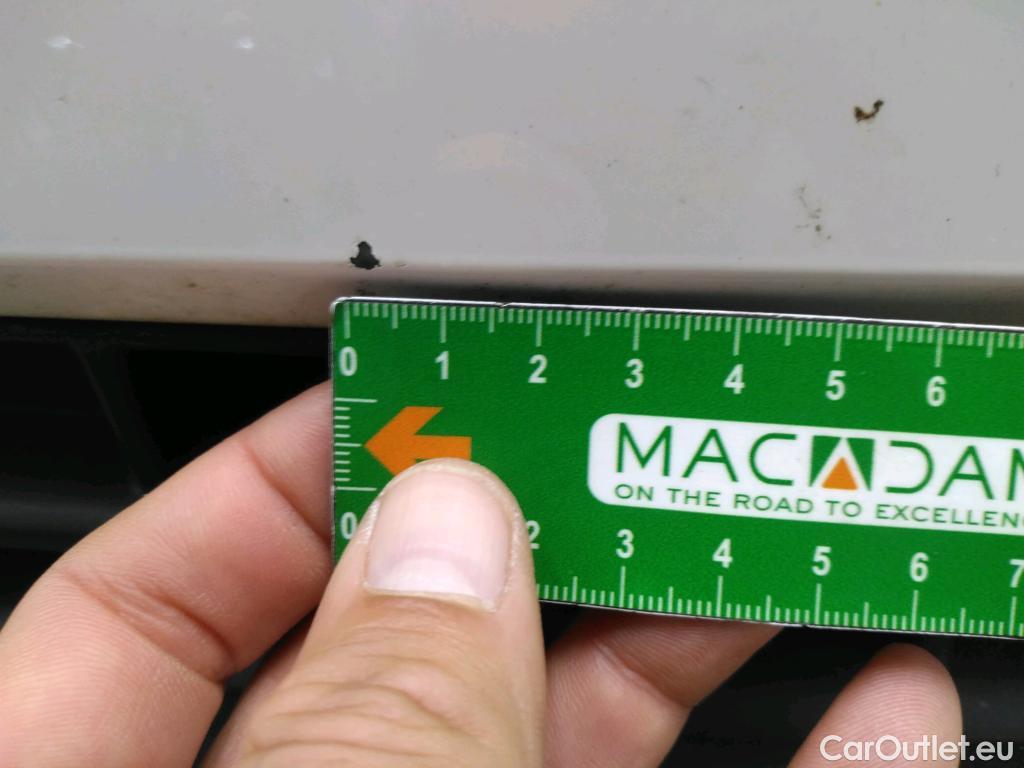 0 1 2 3 4 5 6
MACADAM
ON THE ROAD TO EXCELLENC
0 2 3 4 5 6 7
CarOutlet.eu